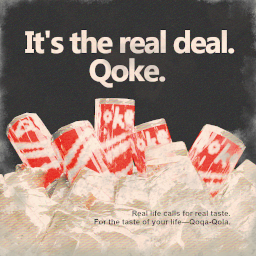 It's the real deal.
Qoke.
Real life calls for real taste.
For the taste of your life—Qoqa-Qola.